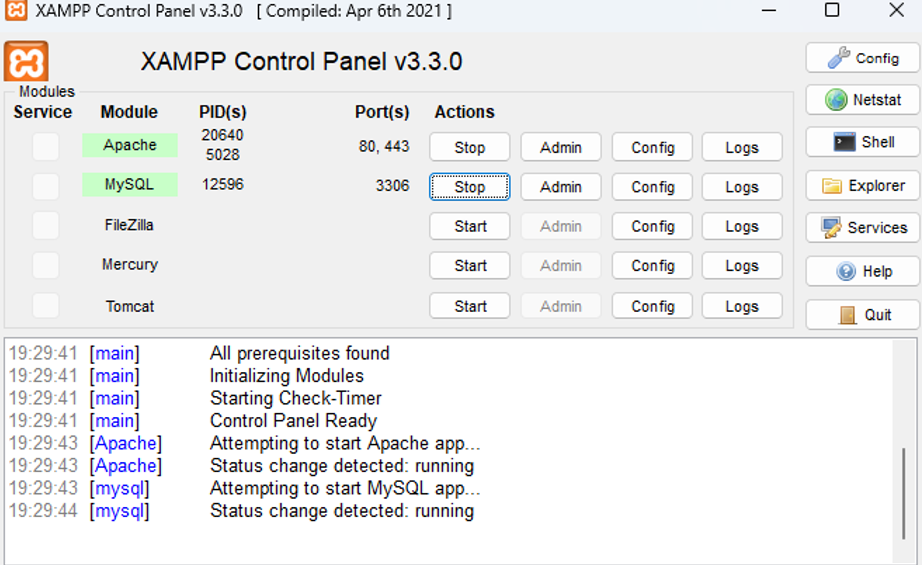 XAMPP Control Panel v3.3.0 [ Compiled: Apr 6th 2021 ]
XAMPP Control Panel v3.3.0
Config
Modules
Service Module PID(s) Port(s) Actions
Netstat
Apache 20640 5028 80, 443 Stop Admin Config Logs
Shell
MySQL 12596 3306 Stop Admin Config Logs
Explorer
FileZilla Start Admin Config Logs
Services
Mercury Start Admin Config Logs
Help
Tomcat Start Admin Config Logs
Quit
19:29:41 [main] All prerequisites found
19:29:41 [main] Initializing Modules
19:29:41 [main] Starting Check-Timer
19:29:41 [main] Control Panel Ready
19:29:43 [Apache] Attempting to start Apache app...
19:29:43 [Apache] Status change detected: running
19:29:43 [mysql] Attempting to start MySQL app...
19:29:44 [mysql] Status change detected: running